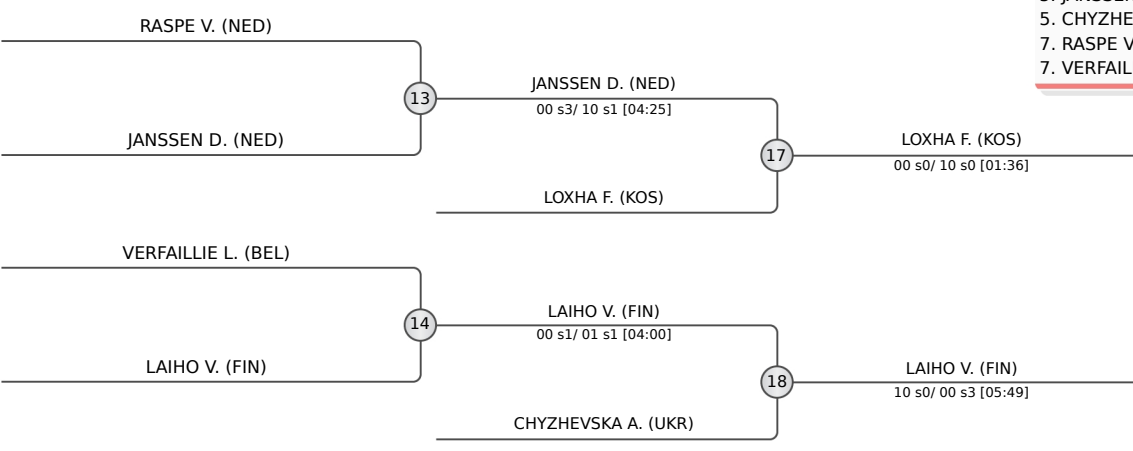 RASPE V. (NED)
5. CHYZHE
7. RASPE V
7. VERFAIL
13
JANSSEN D. (NED)
00 s3/ 10 s1 [04:25]
JANSSEN D. (NED)
17
LOXHA F. (KOS)
00 s0/ 10 s0 [01:36]
LOXHA F. (KOS)
VERFAILLIE L. (BEL)
14
LAIHO V. (FIN)
00 s1/ 01 s1 [04:00]
LAIHO V. (FIN)
18
LAIHO V. (FIN)
10 s0/ 00 s3 [05:49]
CHYZHEVSKA A. (UKR)